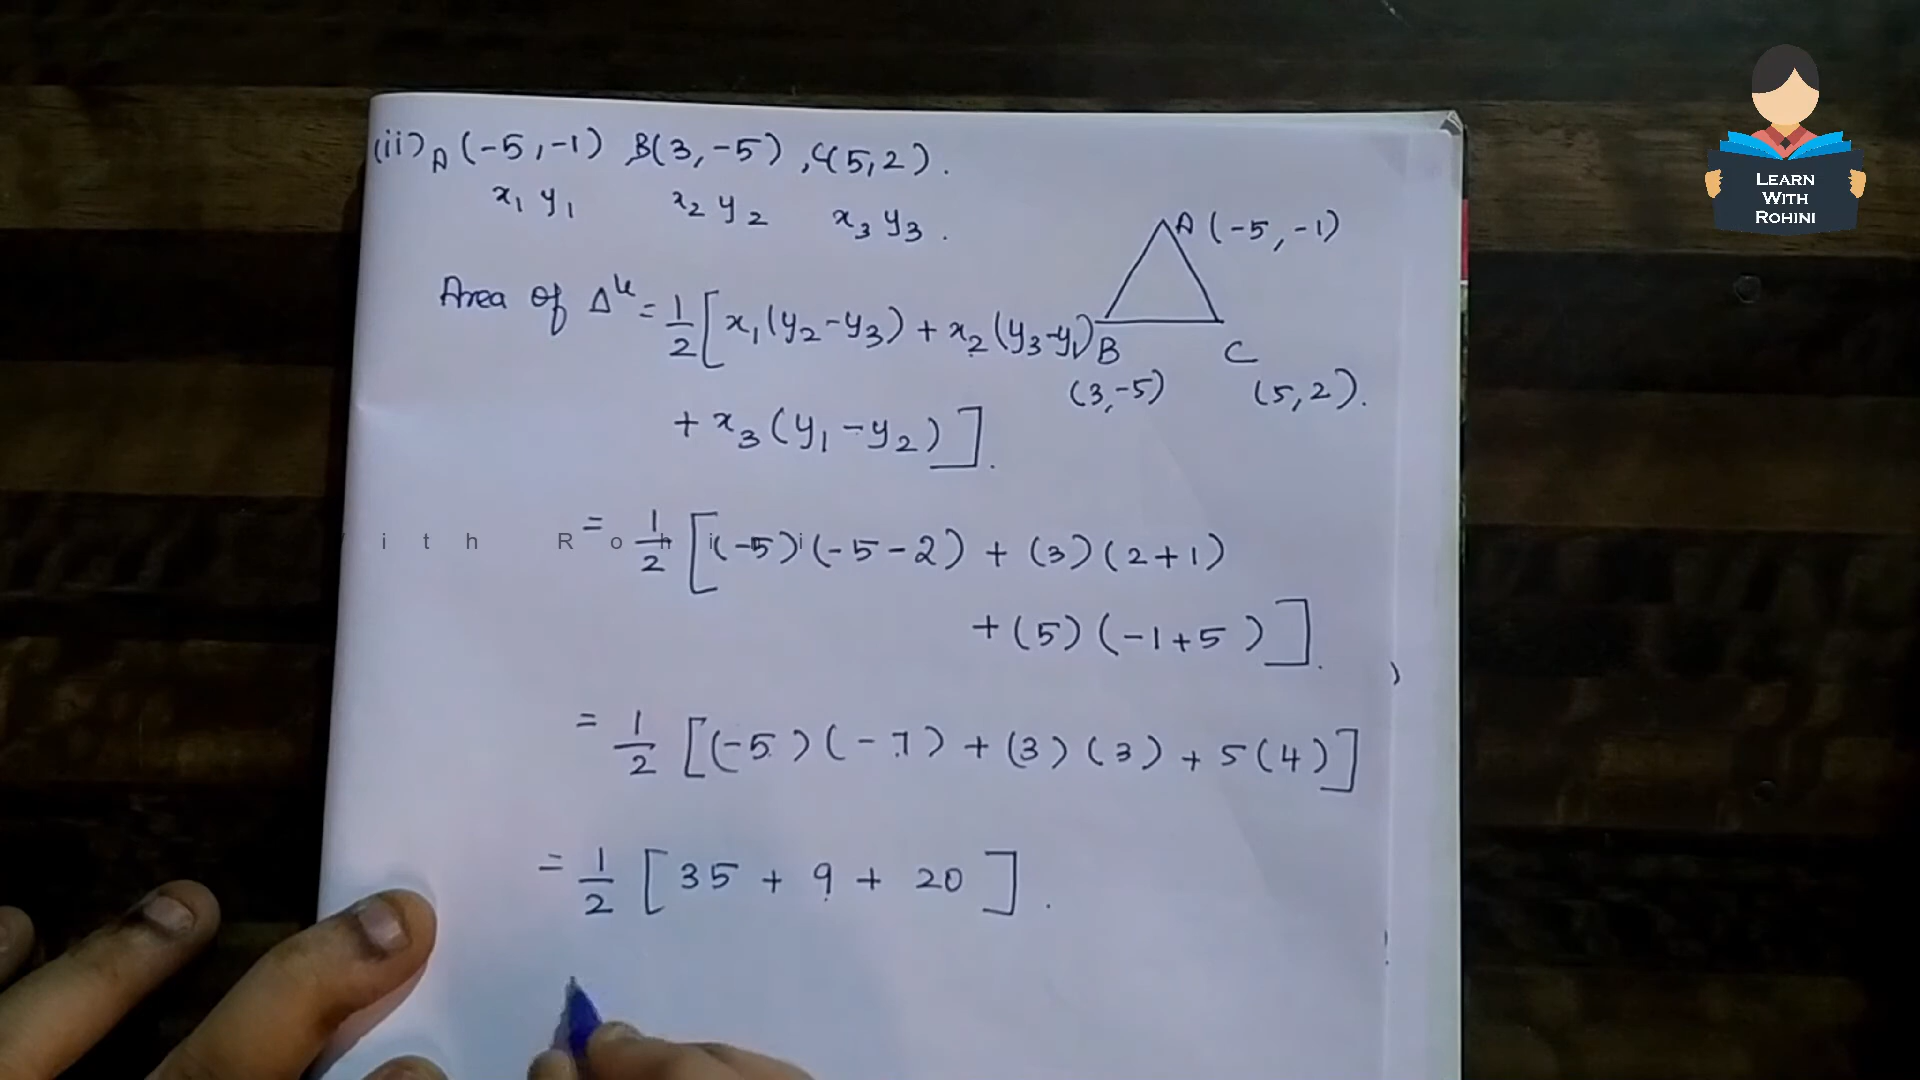 (ii) A (-5, -1) , B(3, -5) , C(5, 2).
x₁ y₁ x₂ y₂ x₃ y₃ .
A (-5, -1)
Area of Δle = 1/2 [ x₁(y₂-y₃) + x₂(y₃-y₁)
B C
(3,-5) (5,2).
+ x₃(y₁-y₂) ].
= 1/2 [ (-5)(-5-2) + (3)(2+1)
+ (5)(-1+5) ].
= 1/2 [(-5)(-7) + (3)(3) + 5(4)]
= 1/2 [ 35 + 9 + 20 ] .
ith Rohini
LEARN
WITH
ROHINI